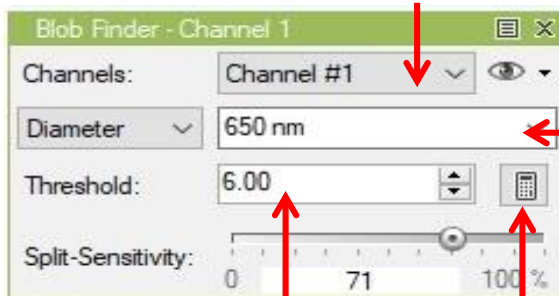 Blob Finder - Channel 1
Channels: Channel #1
Diameter 650 nm
Threshold: 6.00
Split-Sensitivity:
0 71 100 %